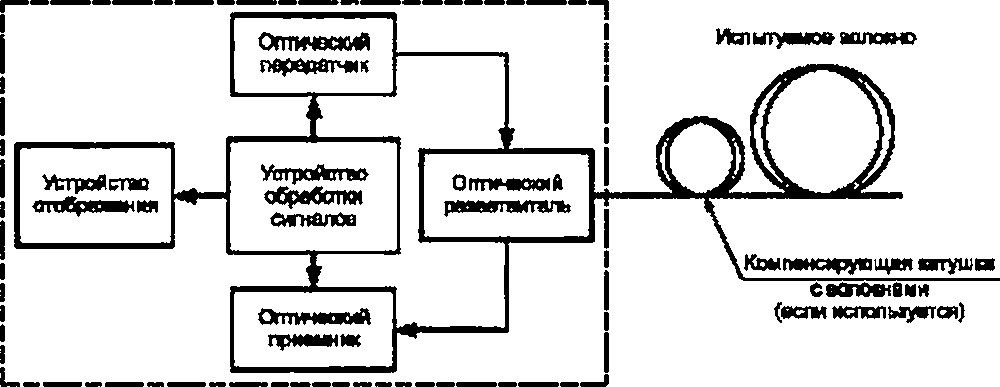 Оптический
передатчик
Испытуемое волокно
Устройство
отображения
Устройство
обработки
сигналов
Оптический
разветвитель
Оптический
приемник
Компенсирующая катушка
с волокнами
(если используется)